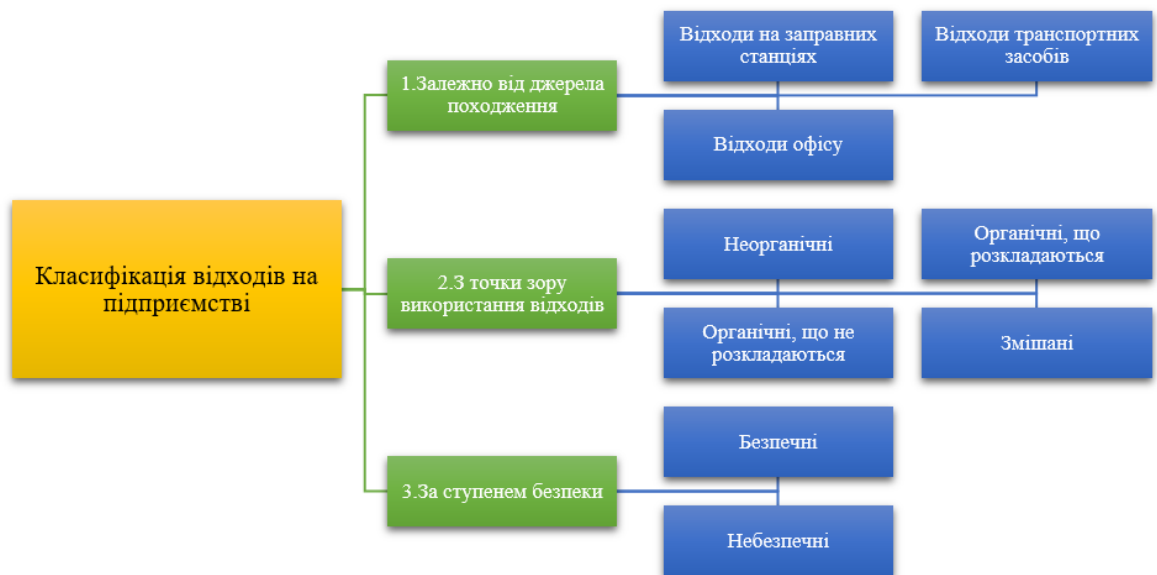 Класифікація відходів на
підприємстві
1.Залежно від джерела
походження
Відходи на заправних
станціях
Відходи транспортних
засобів
Відходи офісу
2.З точки зору
використання відходів
Неорганічні
Органічні, що
розкладаються
Органічні, що не
розкладаються
Змішані
3.За ступенем безпеки
Безпечні
Небезпечні